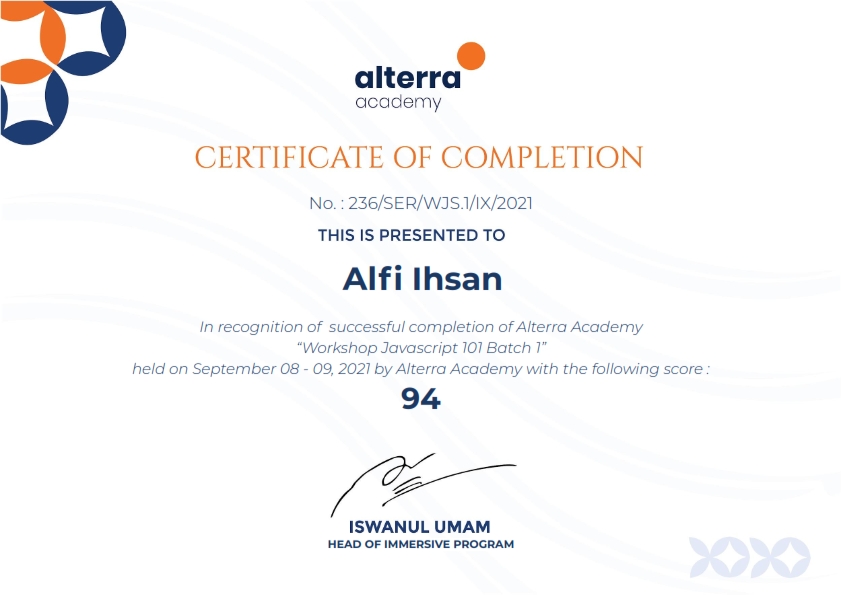 alterra
academy
CERTIFICATE OF COMPLETION
No. : 236/SER/WJS.1/IX/2021
THIS IS PRESENTED TO
Alfi Ihsan
In recognition of  successful completion of Alterra Academy
“Workshop Javascript 101 Batch 1”
held on September 08 - 09, 2021 by Alterra Academy with the following score :
94
ISWANUL UMAM
HEAD OF IMMERSIVE PROGRAM